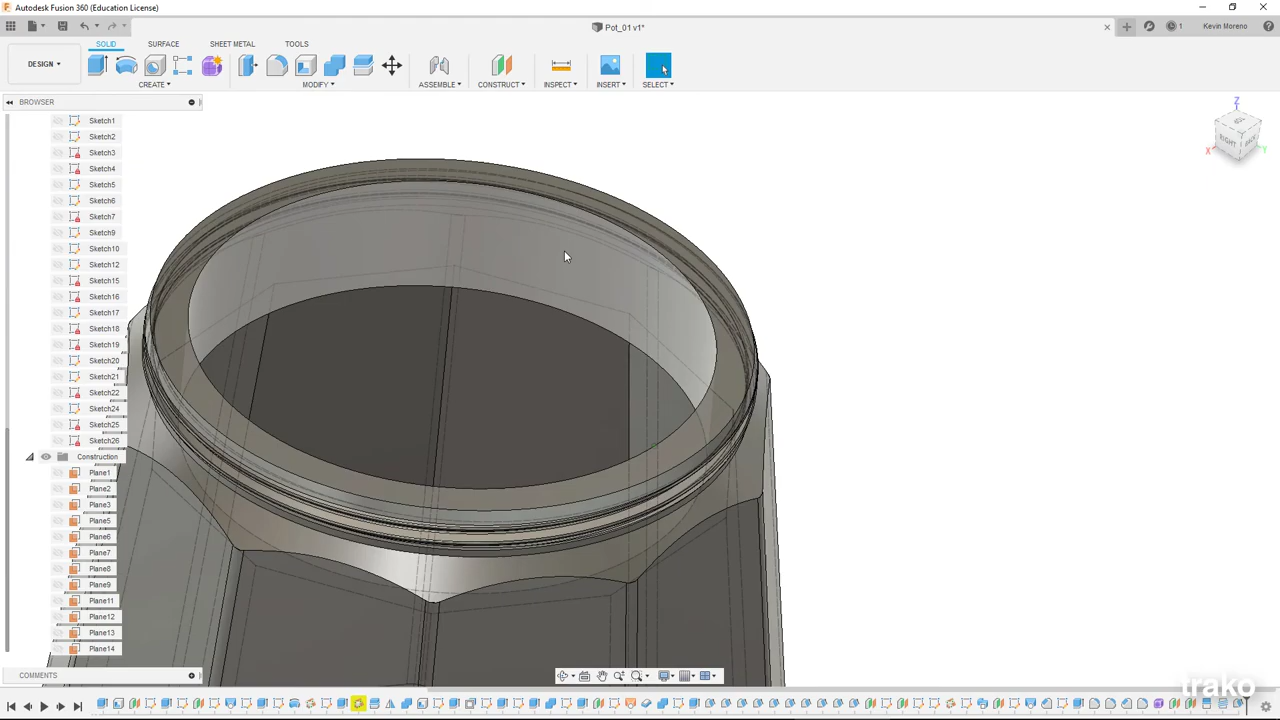 Autodesk Fusion 360 (Education License)
Pot_01 v1*
1
Kevin Moreno
SOLID SURFACE SHEET METAL TOOLS
DESIGN
CREATE MODIFY ASSEMBLE CONSTRUCT INSPECT INSERT SELECT
BROWSER
Z
RIGHT BACK
X Y
Sketch1
Sketch2
Sketch3
Sketch4
Sketch5
Sketch6
Sketch7
Sketch9
Sketch10
Sketch12
Sketch15
Sketch16
Sketch17
Sketch18
Sketch19
Sketch20
Sketch21
Sketch22
Sketch24
Sketch25
Sketch26
Construction
Plane1
Plane2
Plane3
Plane5
Plane6
Plane7
Plane8
Plane9
Plane11
Plane12
Plane13
Plane14
COMMENTS
trako